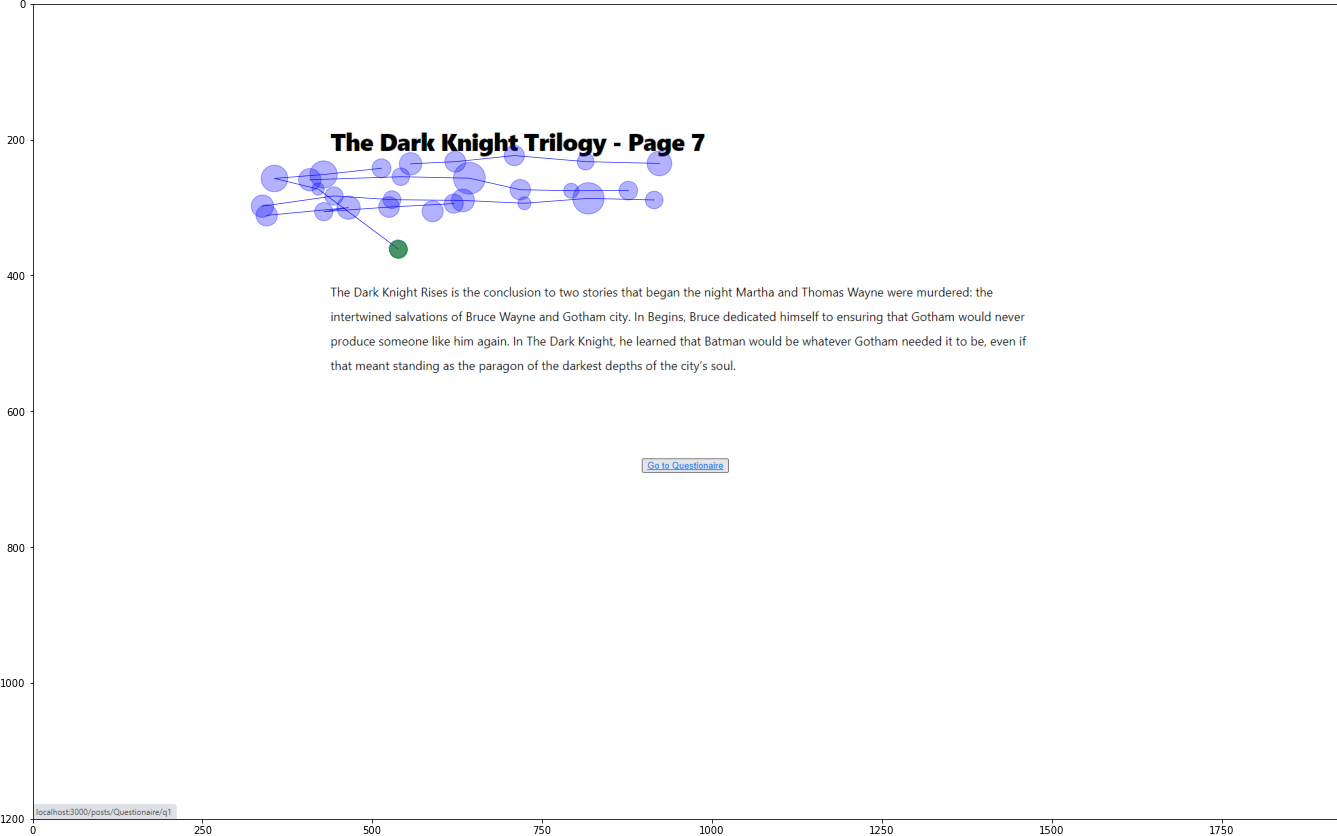 0
200
The Dark Knight Trilogy - Page 7
400
The Dark Knight Rises is the conclusion to two stories that began the night Martha and Thomas Wayne were murdered: the
intertwined salvations of Bruce Wayne and Gotham city. In Begins, Bruce dedicated himself to ensuring that Gotham would never
produce someone like him again. In The Dark Knight, he learned that Batman would be whatever Gotham needed it to be, even if
that meant standing as the paragon of the darkest depths of the city's soul.
600
Go to Questionaire
800
1000
localhost:3000/posts/Questionaire/q1
1200
0 250 500 750 1000 1250 1500 1750